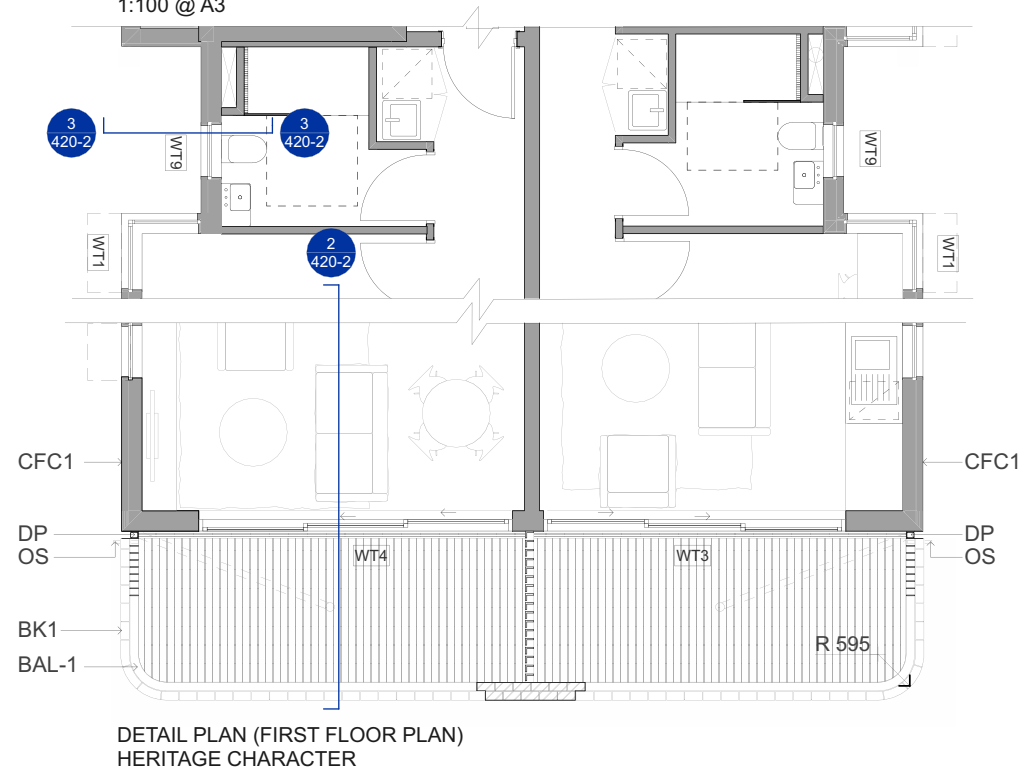 1:100 @ A3
3
420-2
3
420-2
WT9
WT9
2
420-2
WT1
WT1
CFC1
CFC1
DP
DP
OS
OS
WT4
WT3
BK1
R 595
BAL-1
DETAIL PLAN (FIRST FLOOR PLAN)
HERITAGE CHARACTER